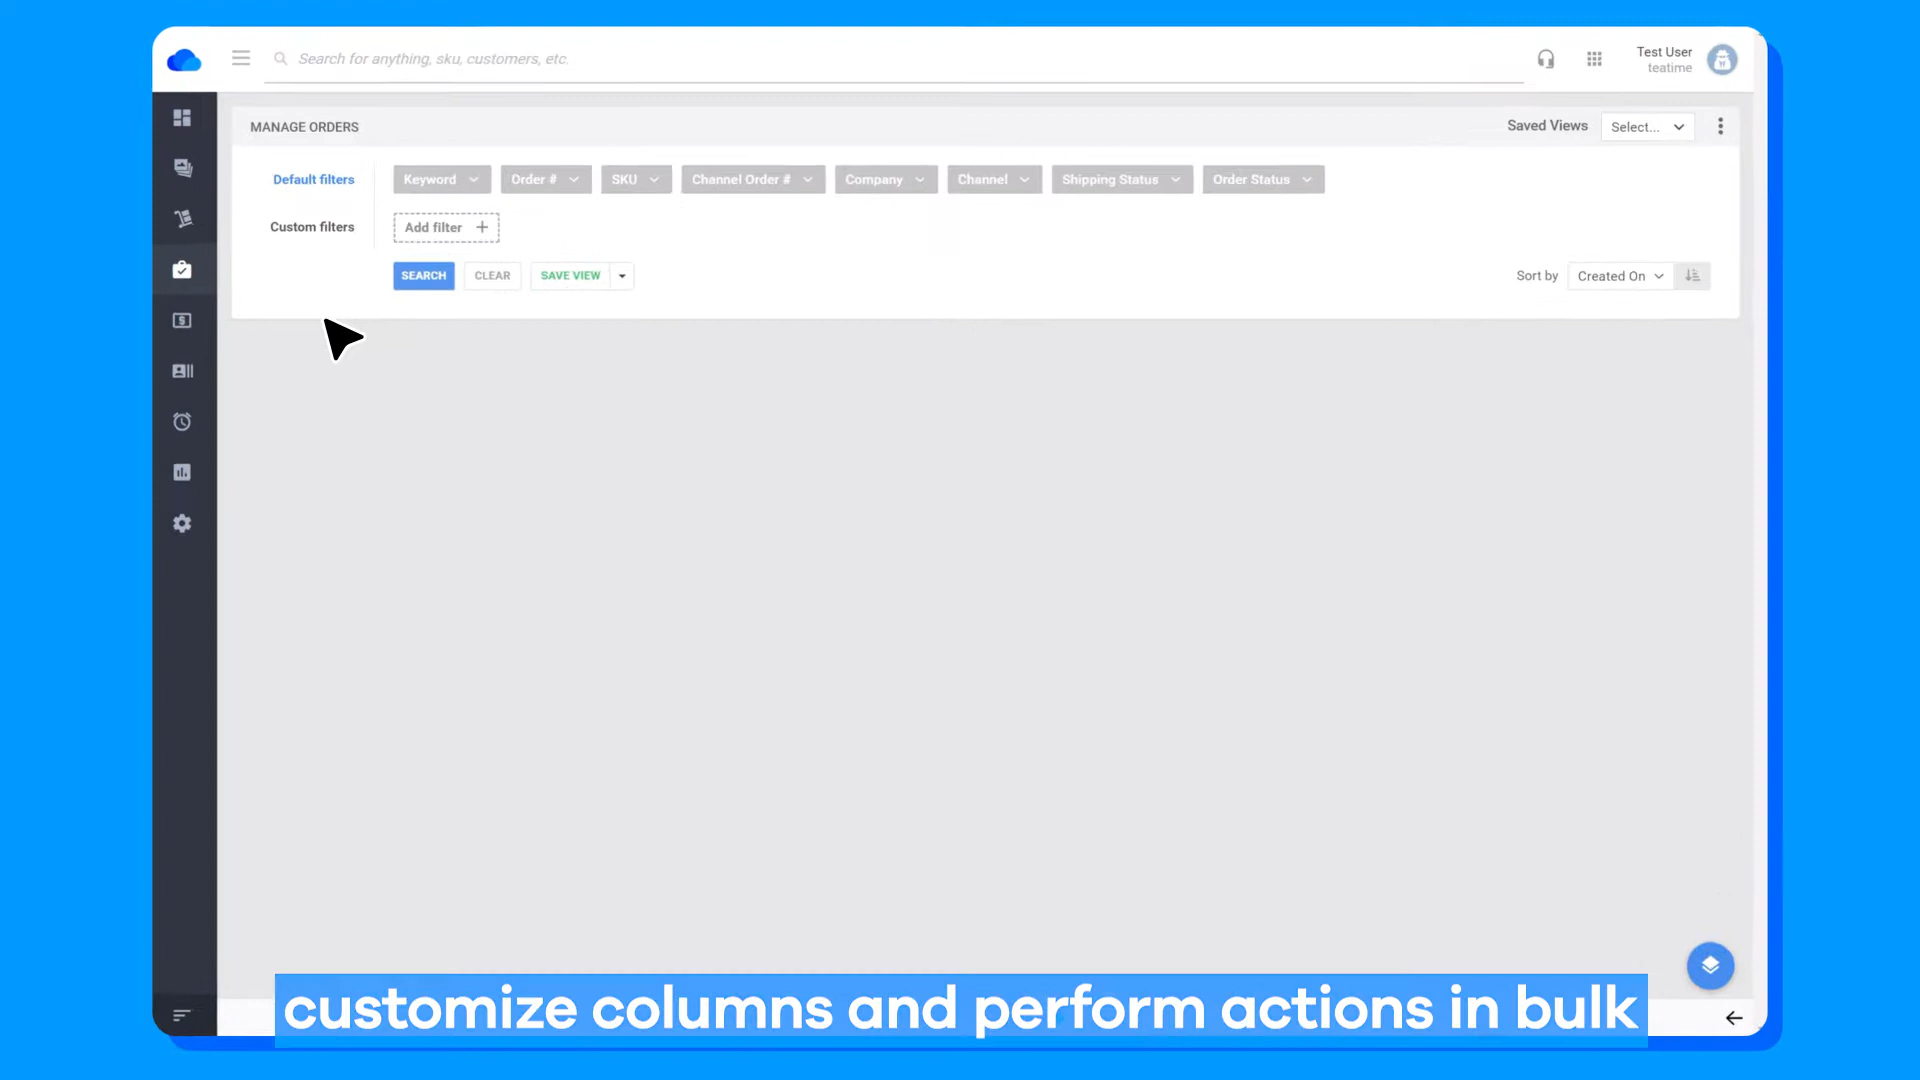 Search for anything, sku, customers, etc.
Test User
teatime
MANAGE ORDERS
Saved Views Select...
Default filters Keyword Order # SKU Channel Order # Company Channel Shipping Status Order Status
Custom filters Add filter +
SEARCH CLEAR SAVE VIEW Sort by Created On
customize columns and perform actions in bulk